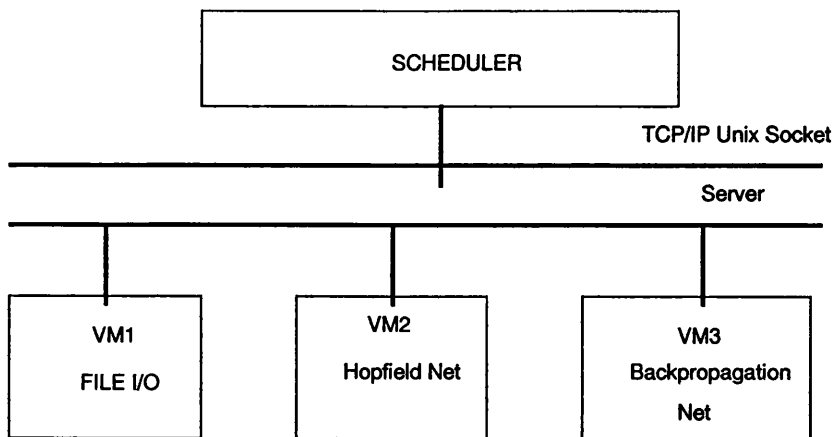 SCHEDULER
TCP/IP Unix Socket
Server
VM1
FILE I/O
VM2
Hopfield Net
VM3
Backpropagation
Net